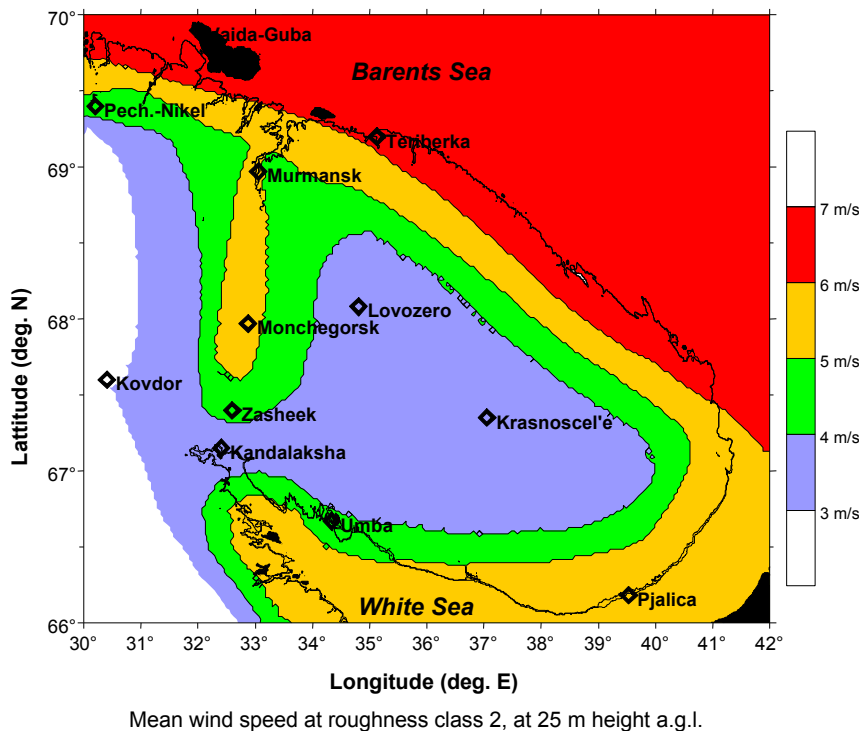 70°
Vaida-Guba
Barents Sea
Pech.-Nikel
Teriberka
69°
Murmansk
7 m/s
6 m/s
Lovozero
68°
Monchegorsk
5 m/s
Kovdor
Zasheek
Krasnoscel'e
4 m/s
Kandalaksha
67°
3 m/s
Umba
Pjalica
White Sea
66°
Lattitude (deg. N)
30° 31° 32° 33° 34° 35° 37° 38° 39° 40° 41° 42°
Longitude (deg. E)
Mean wind speed at roughness class 2, at 25 m height a.g.l.